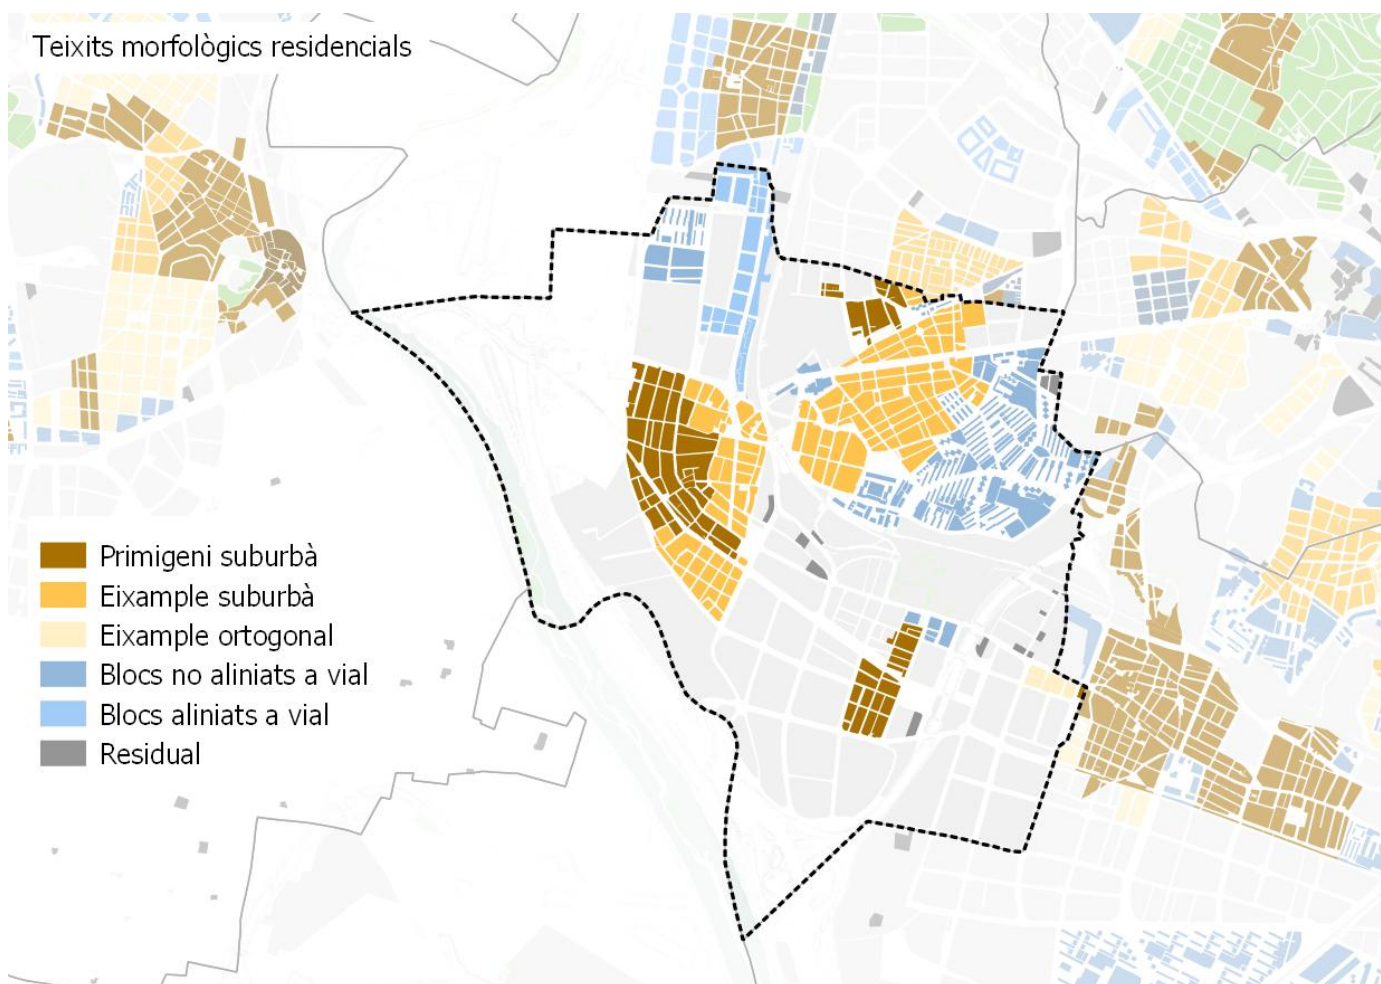 Teixits morfològics residencials
Primigeni suburbà
Eixample suburbà
Eixample ortogonal
Blocs no aliniats a vial
Blocs aliniats a vial
Residual